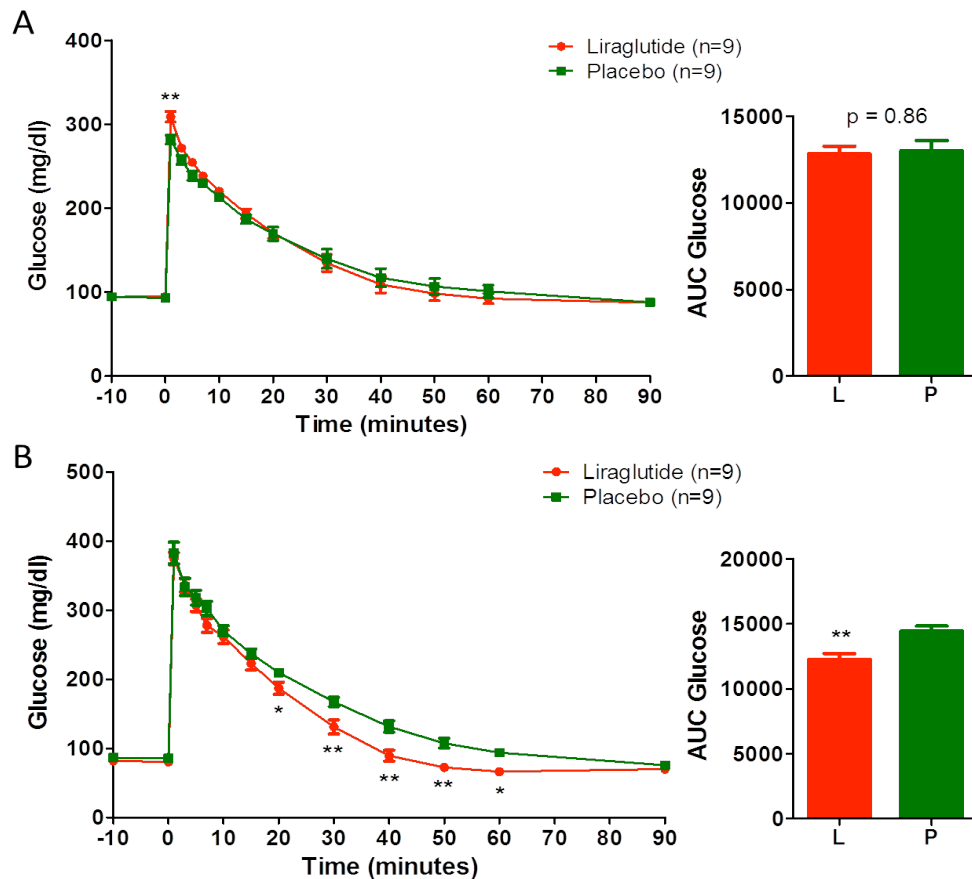 A
Glucose (mg/dl)
400
300
200
100
0
**
Liraglutide (n=9)
Placebo (n=9)
-10 0 10 20 30 40 50 60 70 80 90
Time (minutes)
AUC Glucose
15000
10000
5000
0
p = 0.86
L P
B
Glucose (mg/dl)
500
400
300
200
100
0
Liraglutide (n=9)
Placebo (n=9)
*
**
**
**
*
-10 0 10 20 30 40 50 60 70 80 90
Time (minutes)
AUC Glucose
20000
15000
10000
5000
0
**
L P